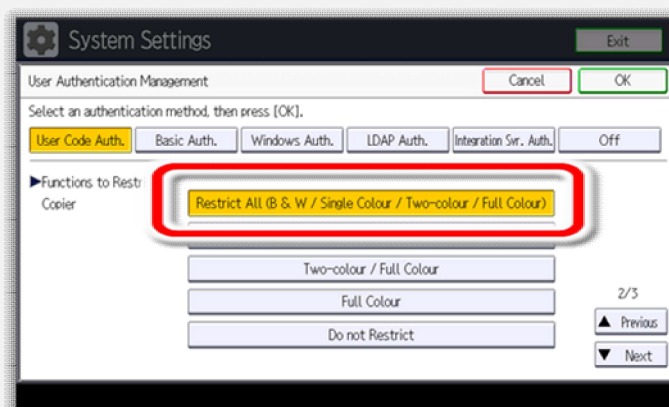 System Settings
Exit
User Authentication Management
Cancel
OK
Select an authentication method, then press [OK].
User Code Auth.
Basic Auth.
Windows Auth.
LDAP Auth.
Integration Svr. Auth.
Off
▶Functions to Restr
Copier
Restrict All (B & W / Single Colour / Two-colour / Full Colour)
Two-colour / Full Colour
Full Colour
Do not Restrict
2/3
▲ Previous
▼ Next